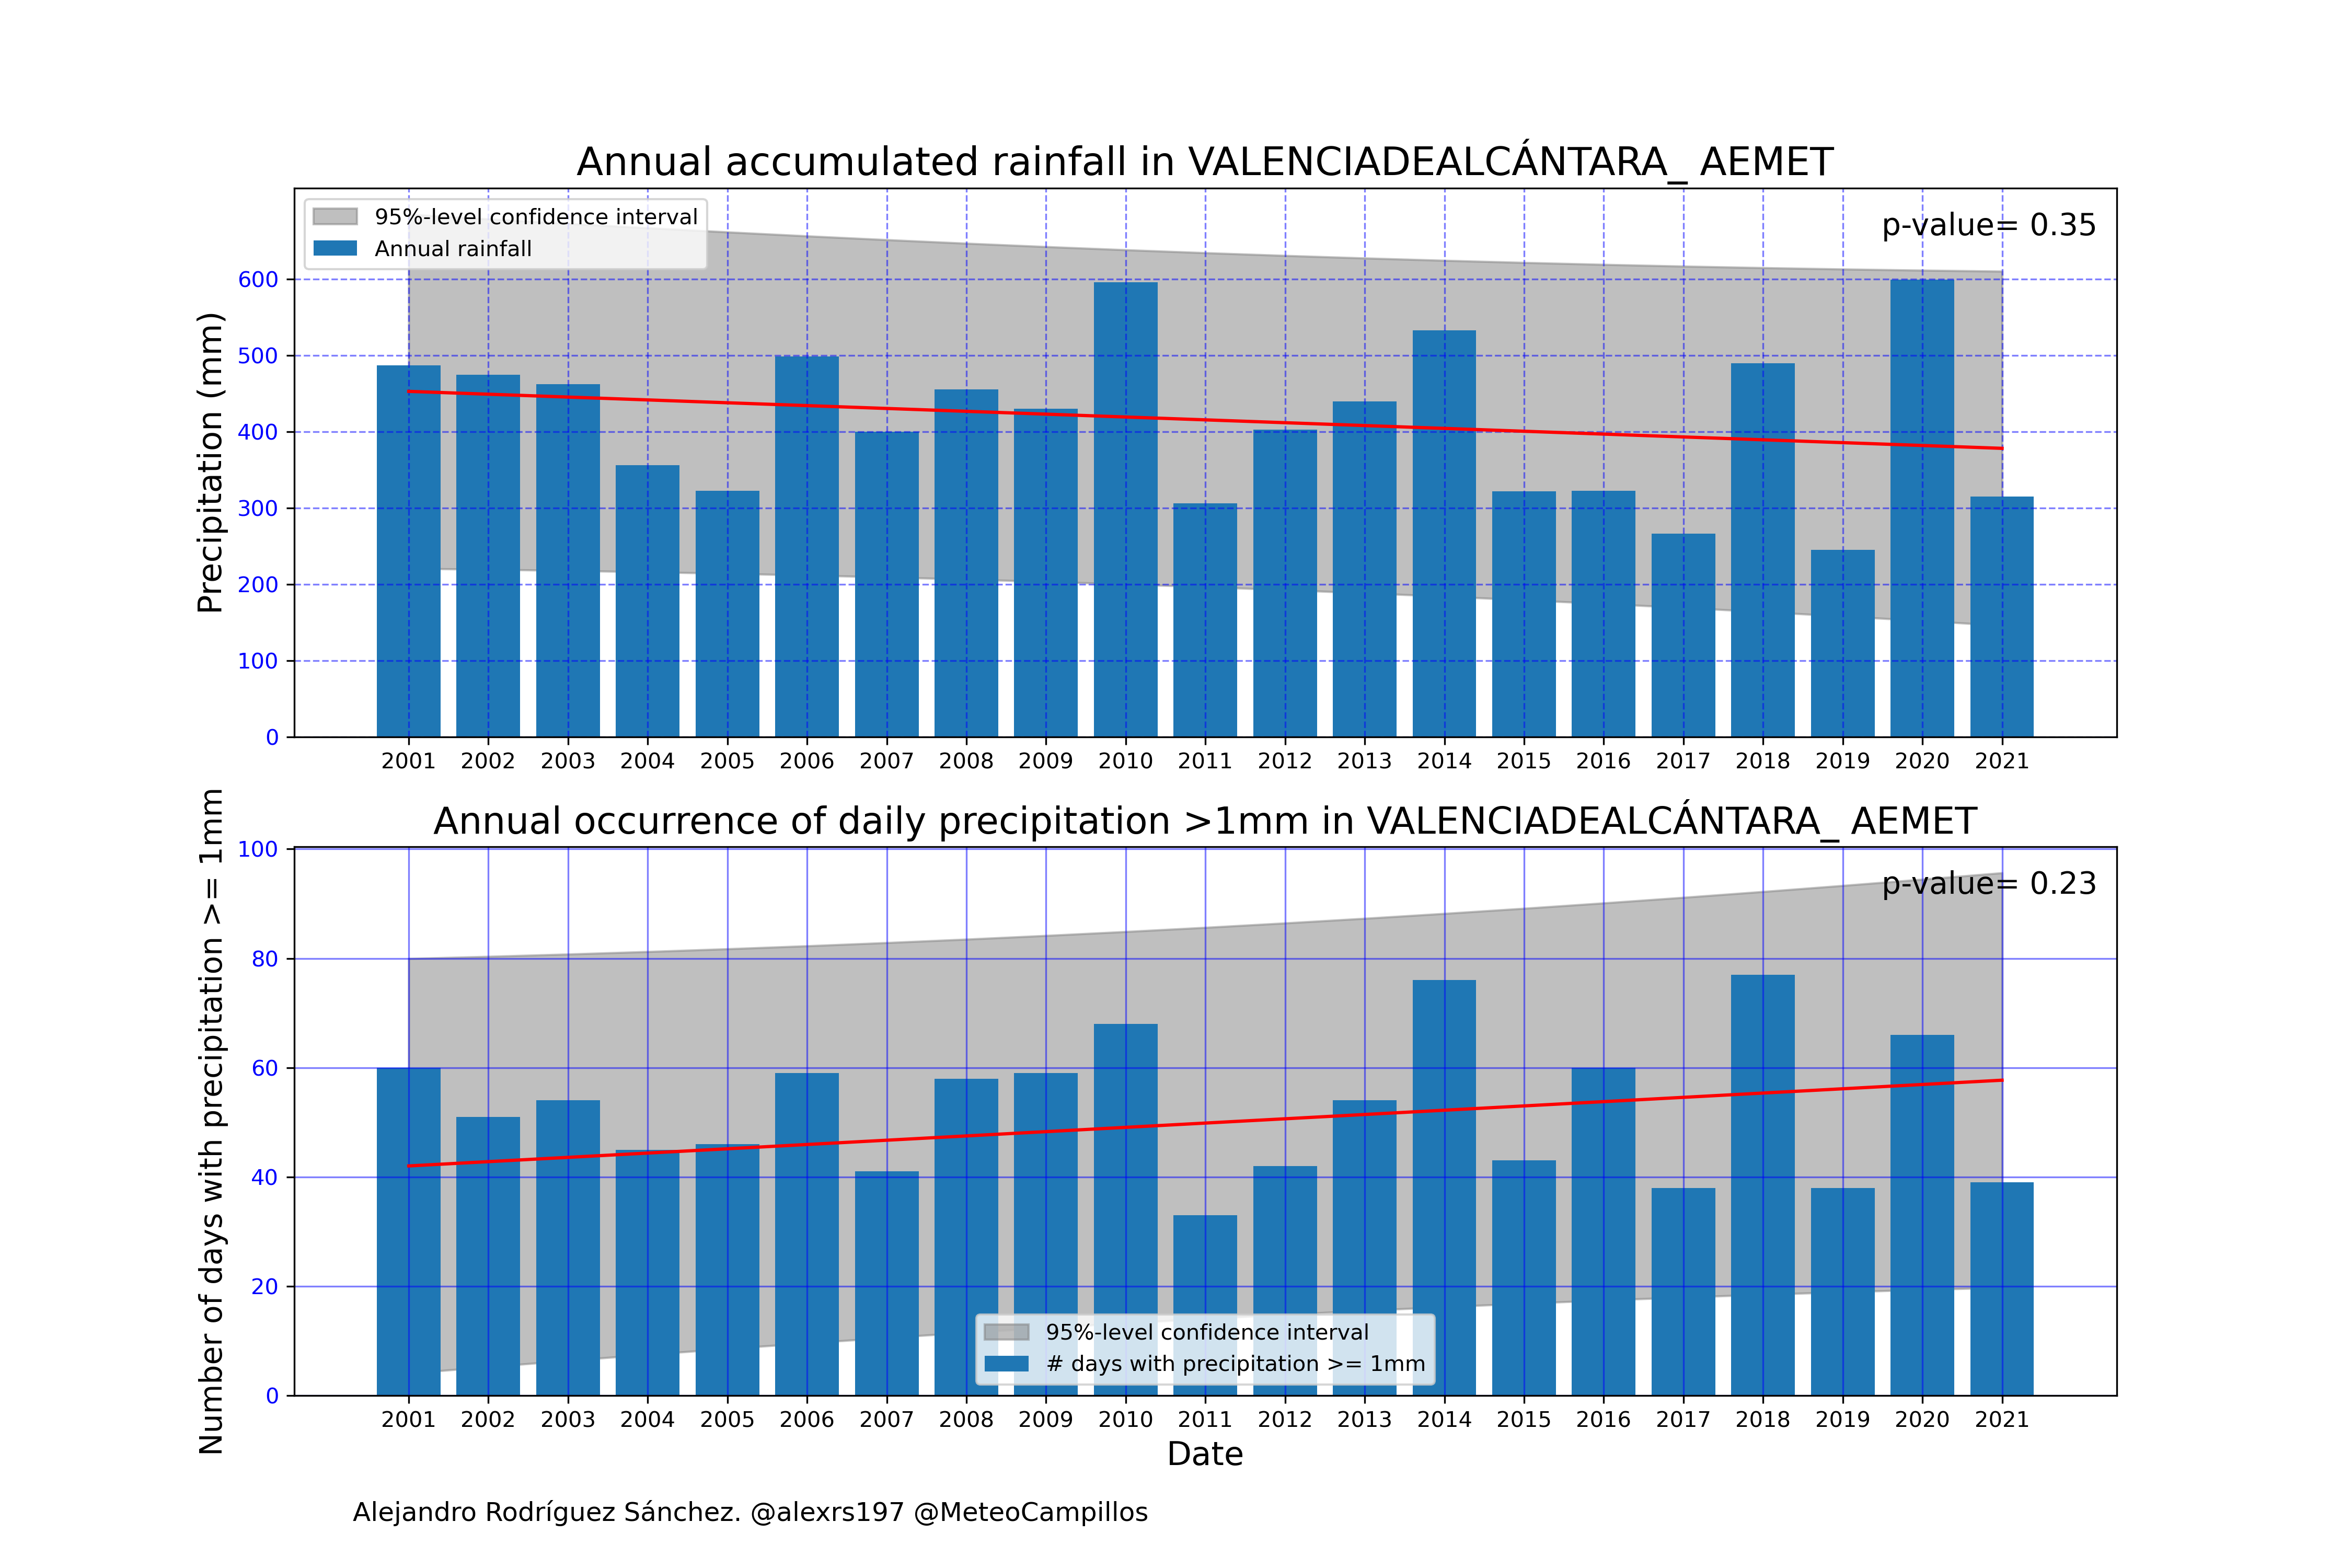 Annual accumulated rainfall in VALENCIADEALCÁNTARA_ AEMET
95%-level confidence interval
Annual rainfall
p-value= 0.35
Precipitation (mm)
600
500
400
300
200
100
0
2001 2002 2003 2004 2005 2006 2007 2008 2009 2010 2011 2012 2013 2014 2015 2016 2017 2018 2019 2020 2021
Annual occurrence of daily precipitation >1mm in VALENCIADEALCÁNTARA_ AEMET
p-value= 0.23
Number of days with precipitation >= 1mm
100
80
60
40
20
0
95%-level confidence interval
# days with precipitation >= 1mm
2001 2002 2003 2004 2005 2006 2007 2008 2009 2010 2011 2012 2013 2014 2015 2016 2017 2018 2019 2020 2021
Date
Alejandro Rodríguez Sánchez. @alexrs197 @MeteoCampillos